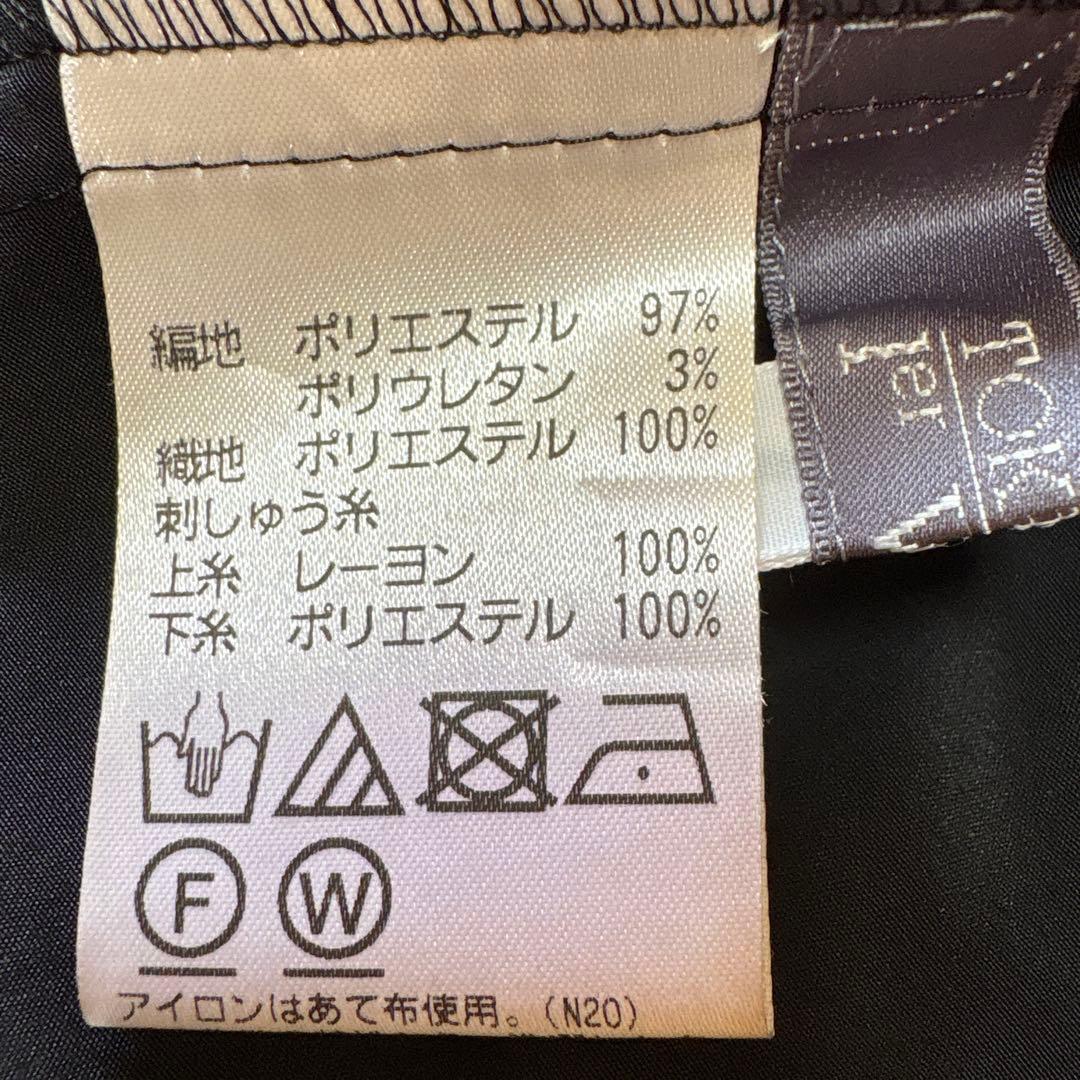 編地 ポリエステル 97%
ポリウレタン 3%
織地 ポリエステル 100%
刺しゅう糸
上糸 レーヨン 100%
下糸 ポリエステル 100%
F W
アイロンはあて布使用。(N20)